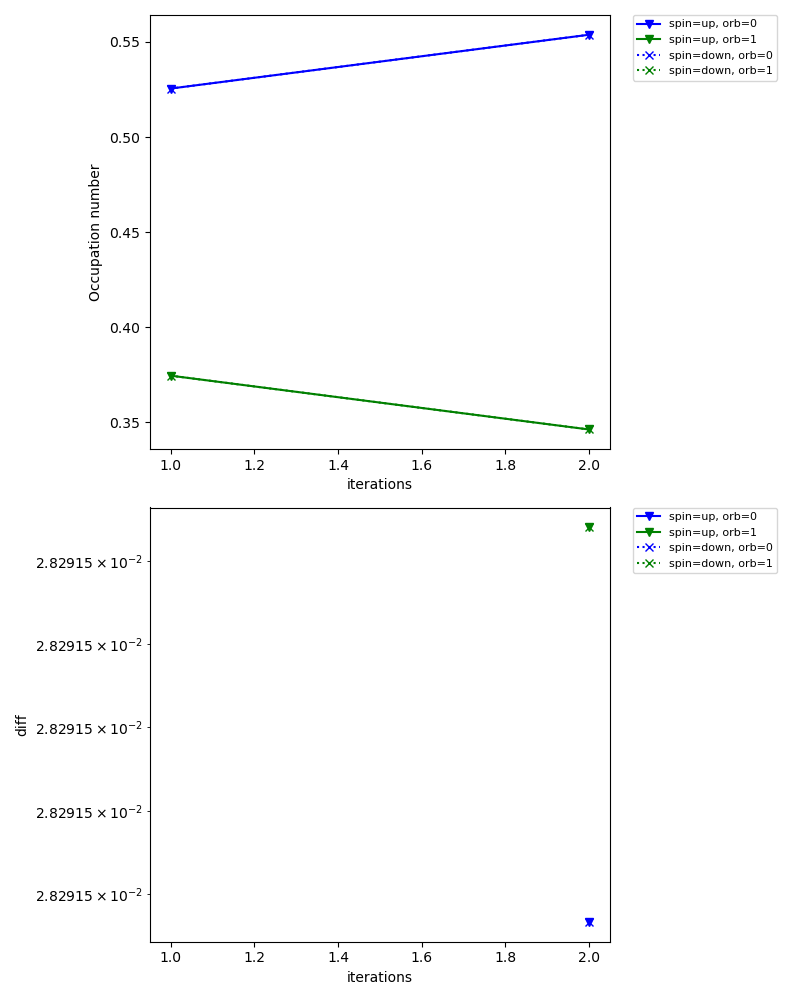 0.55
0.50
0.45
0.40
0.35
Occupation number
1.0 1.2 1.4 1.6 1.8 2.0
iterations
spin=up, orb=0
spin=up, orb=1
spin=down, orb=0
spin=down, orb=1
2.82915 × 10⁻²
2.82915 × 10⁻²
2.82915 × 10⁻²
2.82915 × 10⁻²
2.82915 × 10⁻²
diff
1.0 1.2 1.4 1.6 1.8 2.0
iterations
spin=up, orb=0
spin=up, orb=1
spin=down, orb=0
spin=down, orb=1